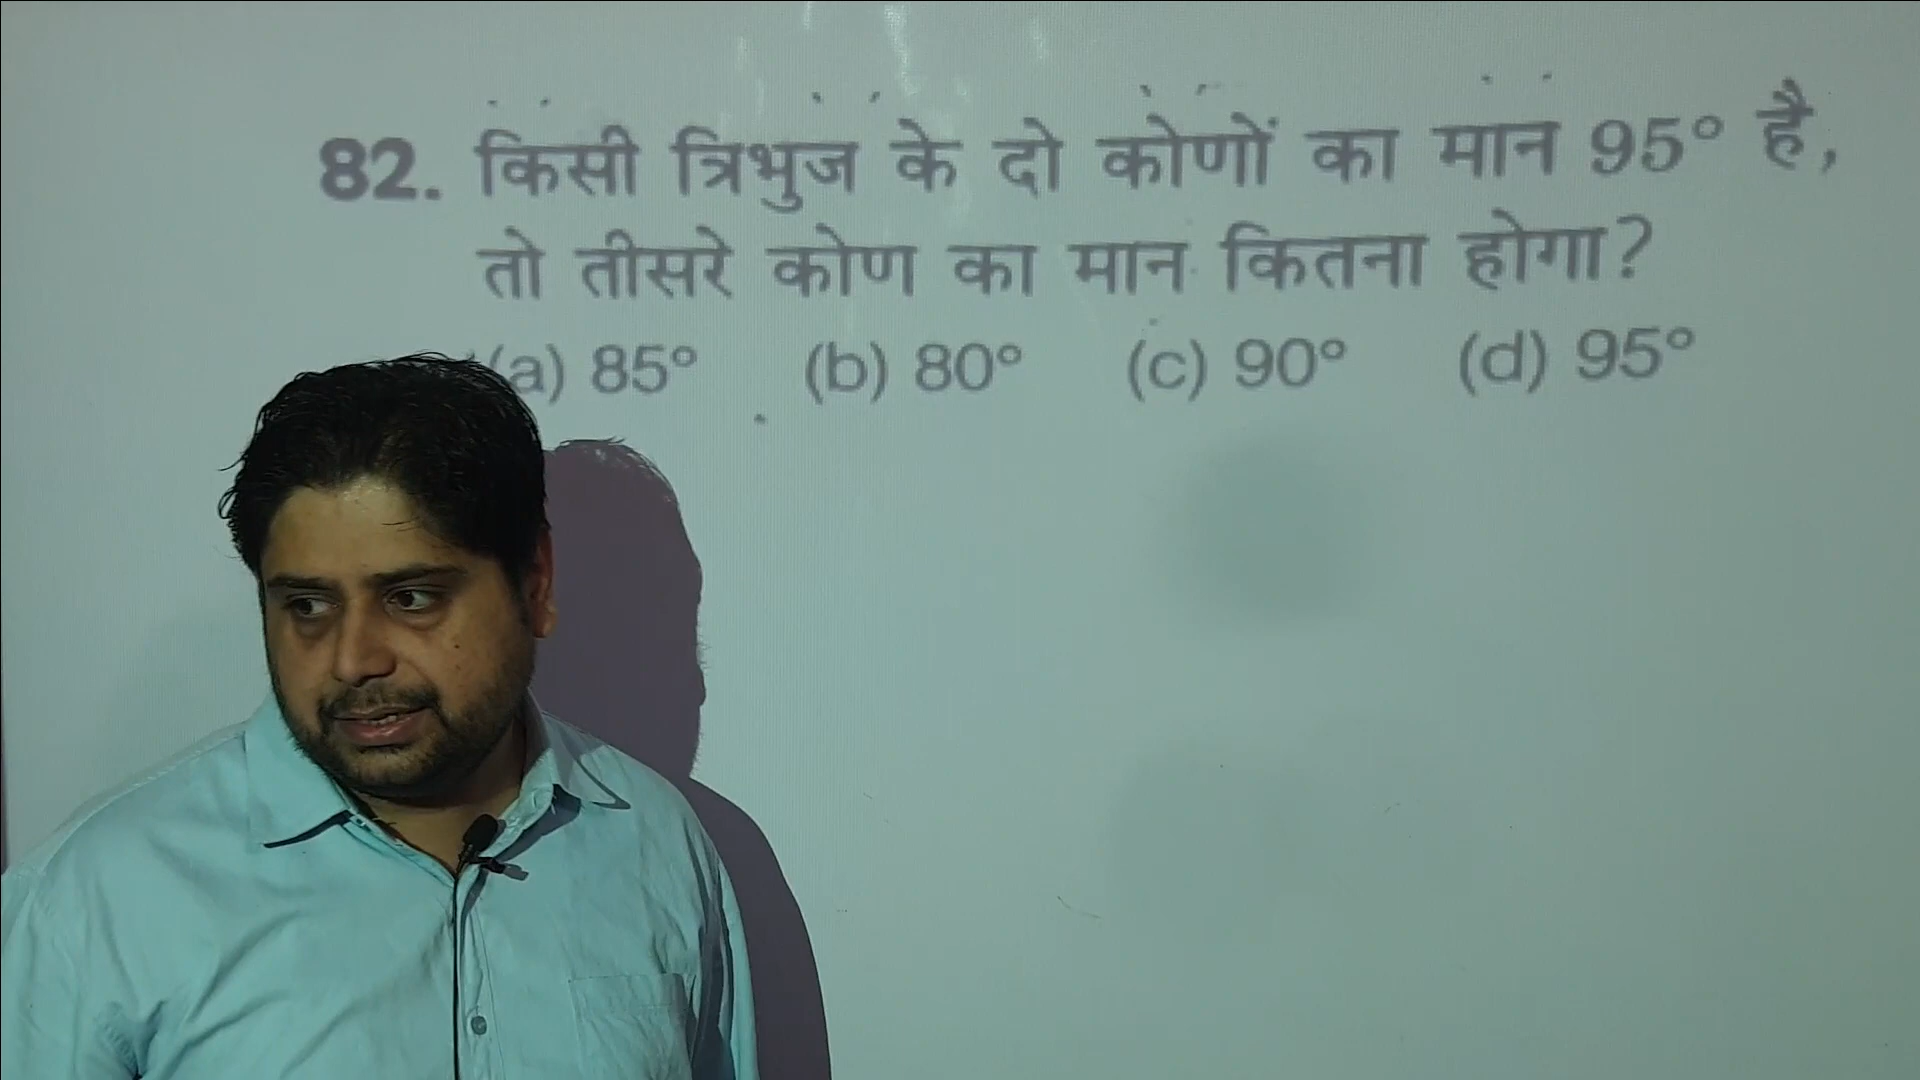 82. किसी त्रिभुज के दो कोणों का मान 95° है,
तो तीसरे कोण का मान कितना होगा?
(a) 85° (b) 80° (c) 90° (d) 95°